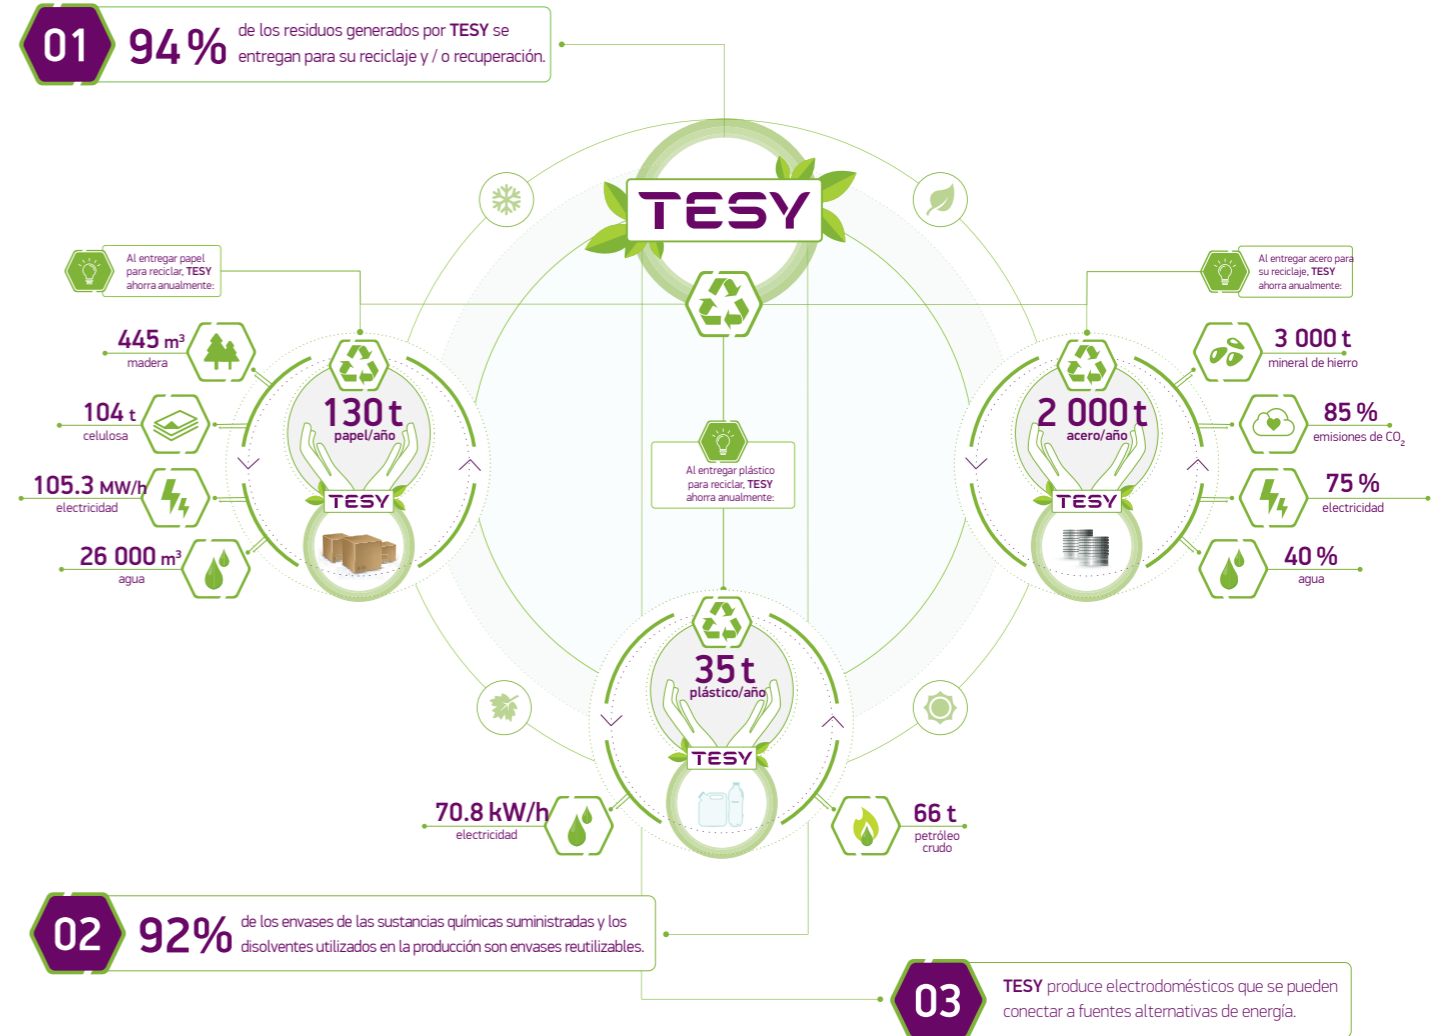 01
94%
de los residuos generados por TESY se
entregan para su reciclaje y / o recuperación.
TESY
Al entregar papel
para reciclar, TESY
ahorra anualmente:
445 m³
madera
104 t
celulosa
105.3 MW/h
electricidad
26 000 m³
agua
130 t
papel/año
TESY
Al entregar plástico
para reciclar, TESY
ahorra anualmente:
35 t
plástico/año
TESY
70.8 kW/h
electricidad
66 t
petróleo
crudo
Al entregar acero para
su reciclaje, TESY
ahorra anualmente:
2 000 t
acero/año
TESY
3 000 t
mineral de hierro
85 %
emisiones de CO₂
75 %
electricidad
40 %
agua
02
92%
de los envases de las sustancias químicas suministradas y los
disolventes utilizados en la producción son envases reutilizables.
03
TESY produce electrodomésticos que se pueden
conectar a fuentes alternativas de energía.